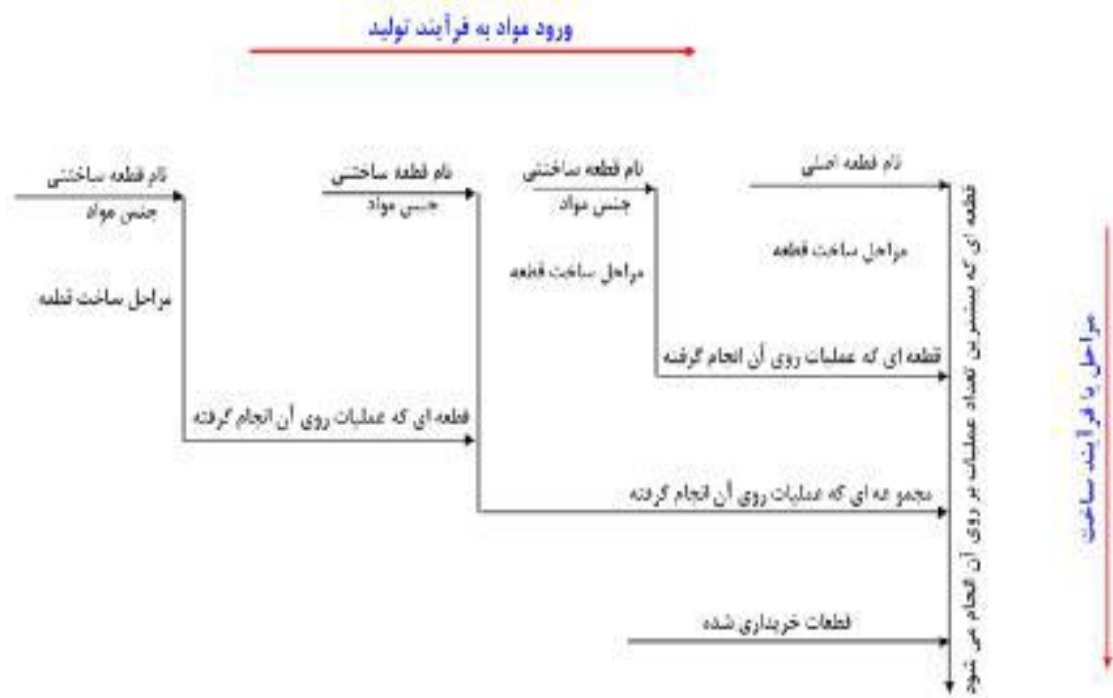 ورود مواد به فرآیند تولید
نام قطعه اصلی
نام قطعه ساختنی
جنس مواد
نام قطعه ساختنی
جنس مواد
نام قطعه ساختنی
جنس مواد
مراحل ساخت قطعه
مراحل ساخت قطعه
مراحل ساخت قطعه
قطعه ای که عملیات روی آن انجام گرفته
قطعه ای که عملیات روی آن انجام گرفته
مجموعه ای که عملیات روی آن انجام گرفته
قطعات خریداری شده
قطعه ای که بیشترین تعداد عملیات بر روی آن انجام می شود
مراحل یا فرآیند ساخت